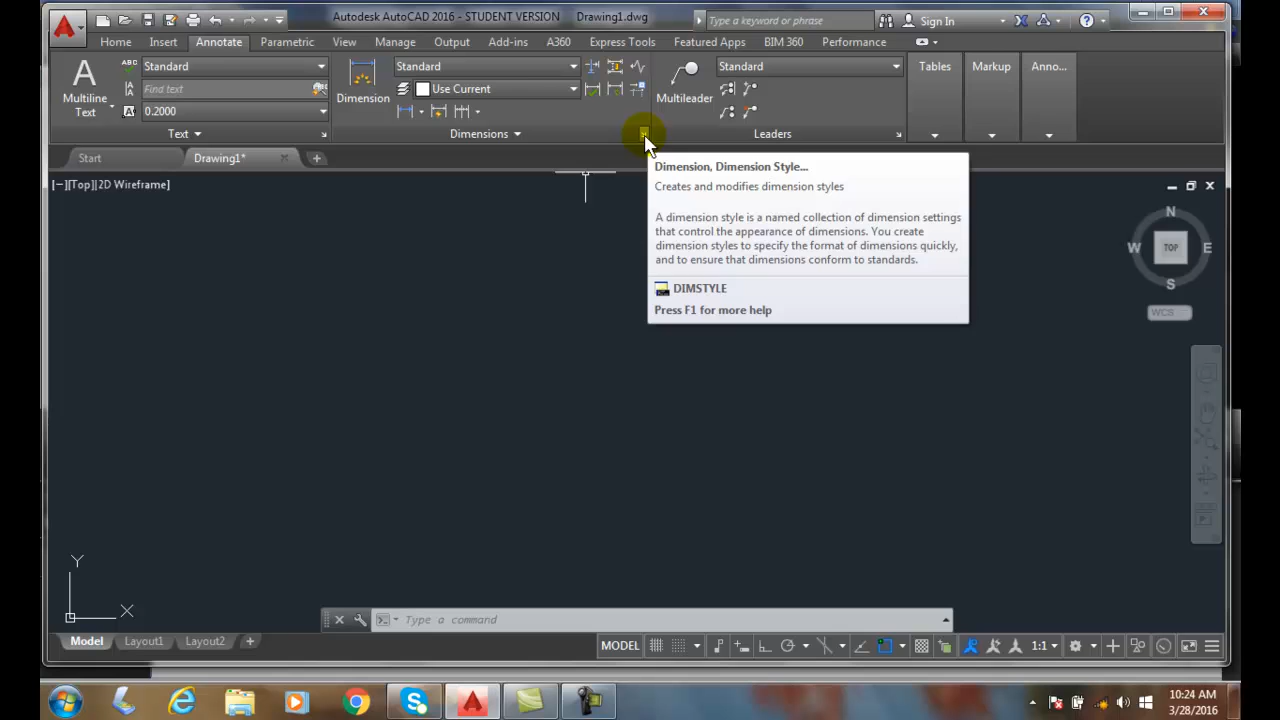 Autodesk AutoCAD 2016 - STUDENT VERSION Drawing1.dwg
Type a keyword or phrase
Sign In
Home Insert Annotate Parametric View Manage Output Add-ins A360 Express Tools Featured Apps BIM 360 Performance
Multiline
Text
ABC
Standard
Find text
0.2000
Text
Dimension
Standard
Use Current
Dimensions
Multileader
Standard
Leaders
Tables
Markup
Anno...
Start
Drawing1*
[−][Top][2D Wireframe]
Dimension, Dimension Style...
Creates and modifies dimension styles
A dimension style is a named collection of dimension settings
that control the appearance of dimensions. You create
dimension styles to specify the format of dimensions quickly,
and to ensure that dimensions conform to standards.
DIMSTYLE
Press F1 for more help
N
W TOP E
S
WCS
Y
X
Type a command
Model Layout1 Layout2
MODEL
1:1
10:24 AM
3/28/2016